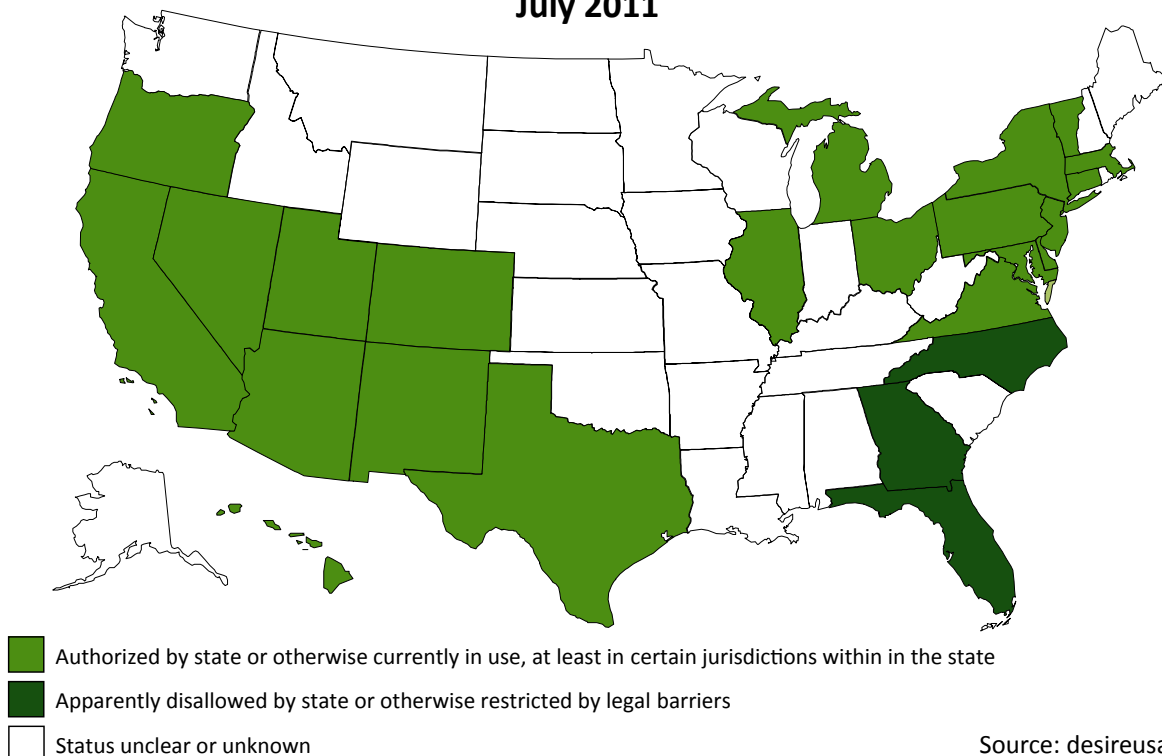 July 2011
Authorized by state or otherwise currently in use, at least in certain jurisdictions within in the state
Apparently disallowed by state or otherwise restricted by legal barriers
Status unclear or unknown
Source: desireusa